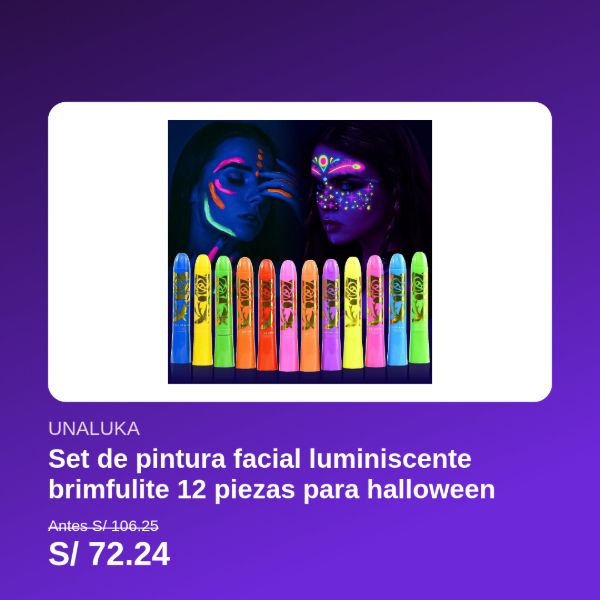 UNALUKA
Set de pintura facial luminiscente
brimfulite 12 piezas para halloween
Antes S/ 106.25
S/ 72.24